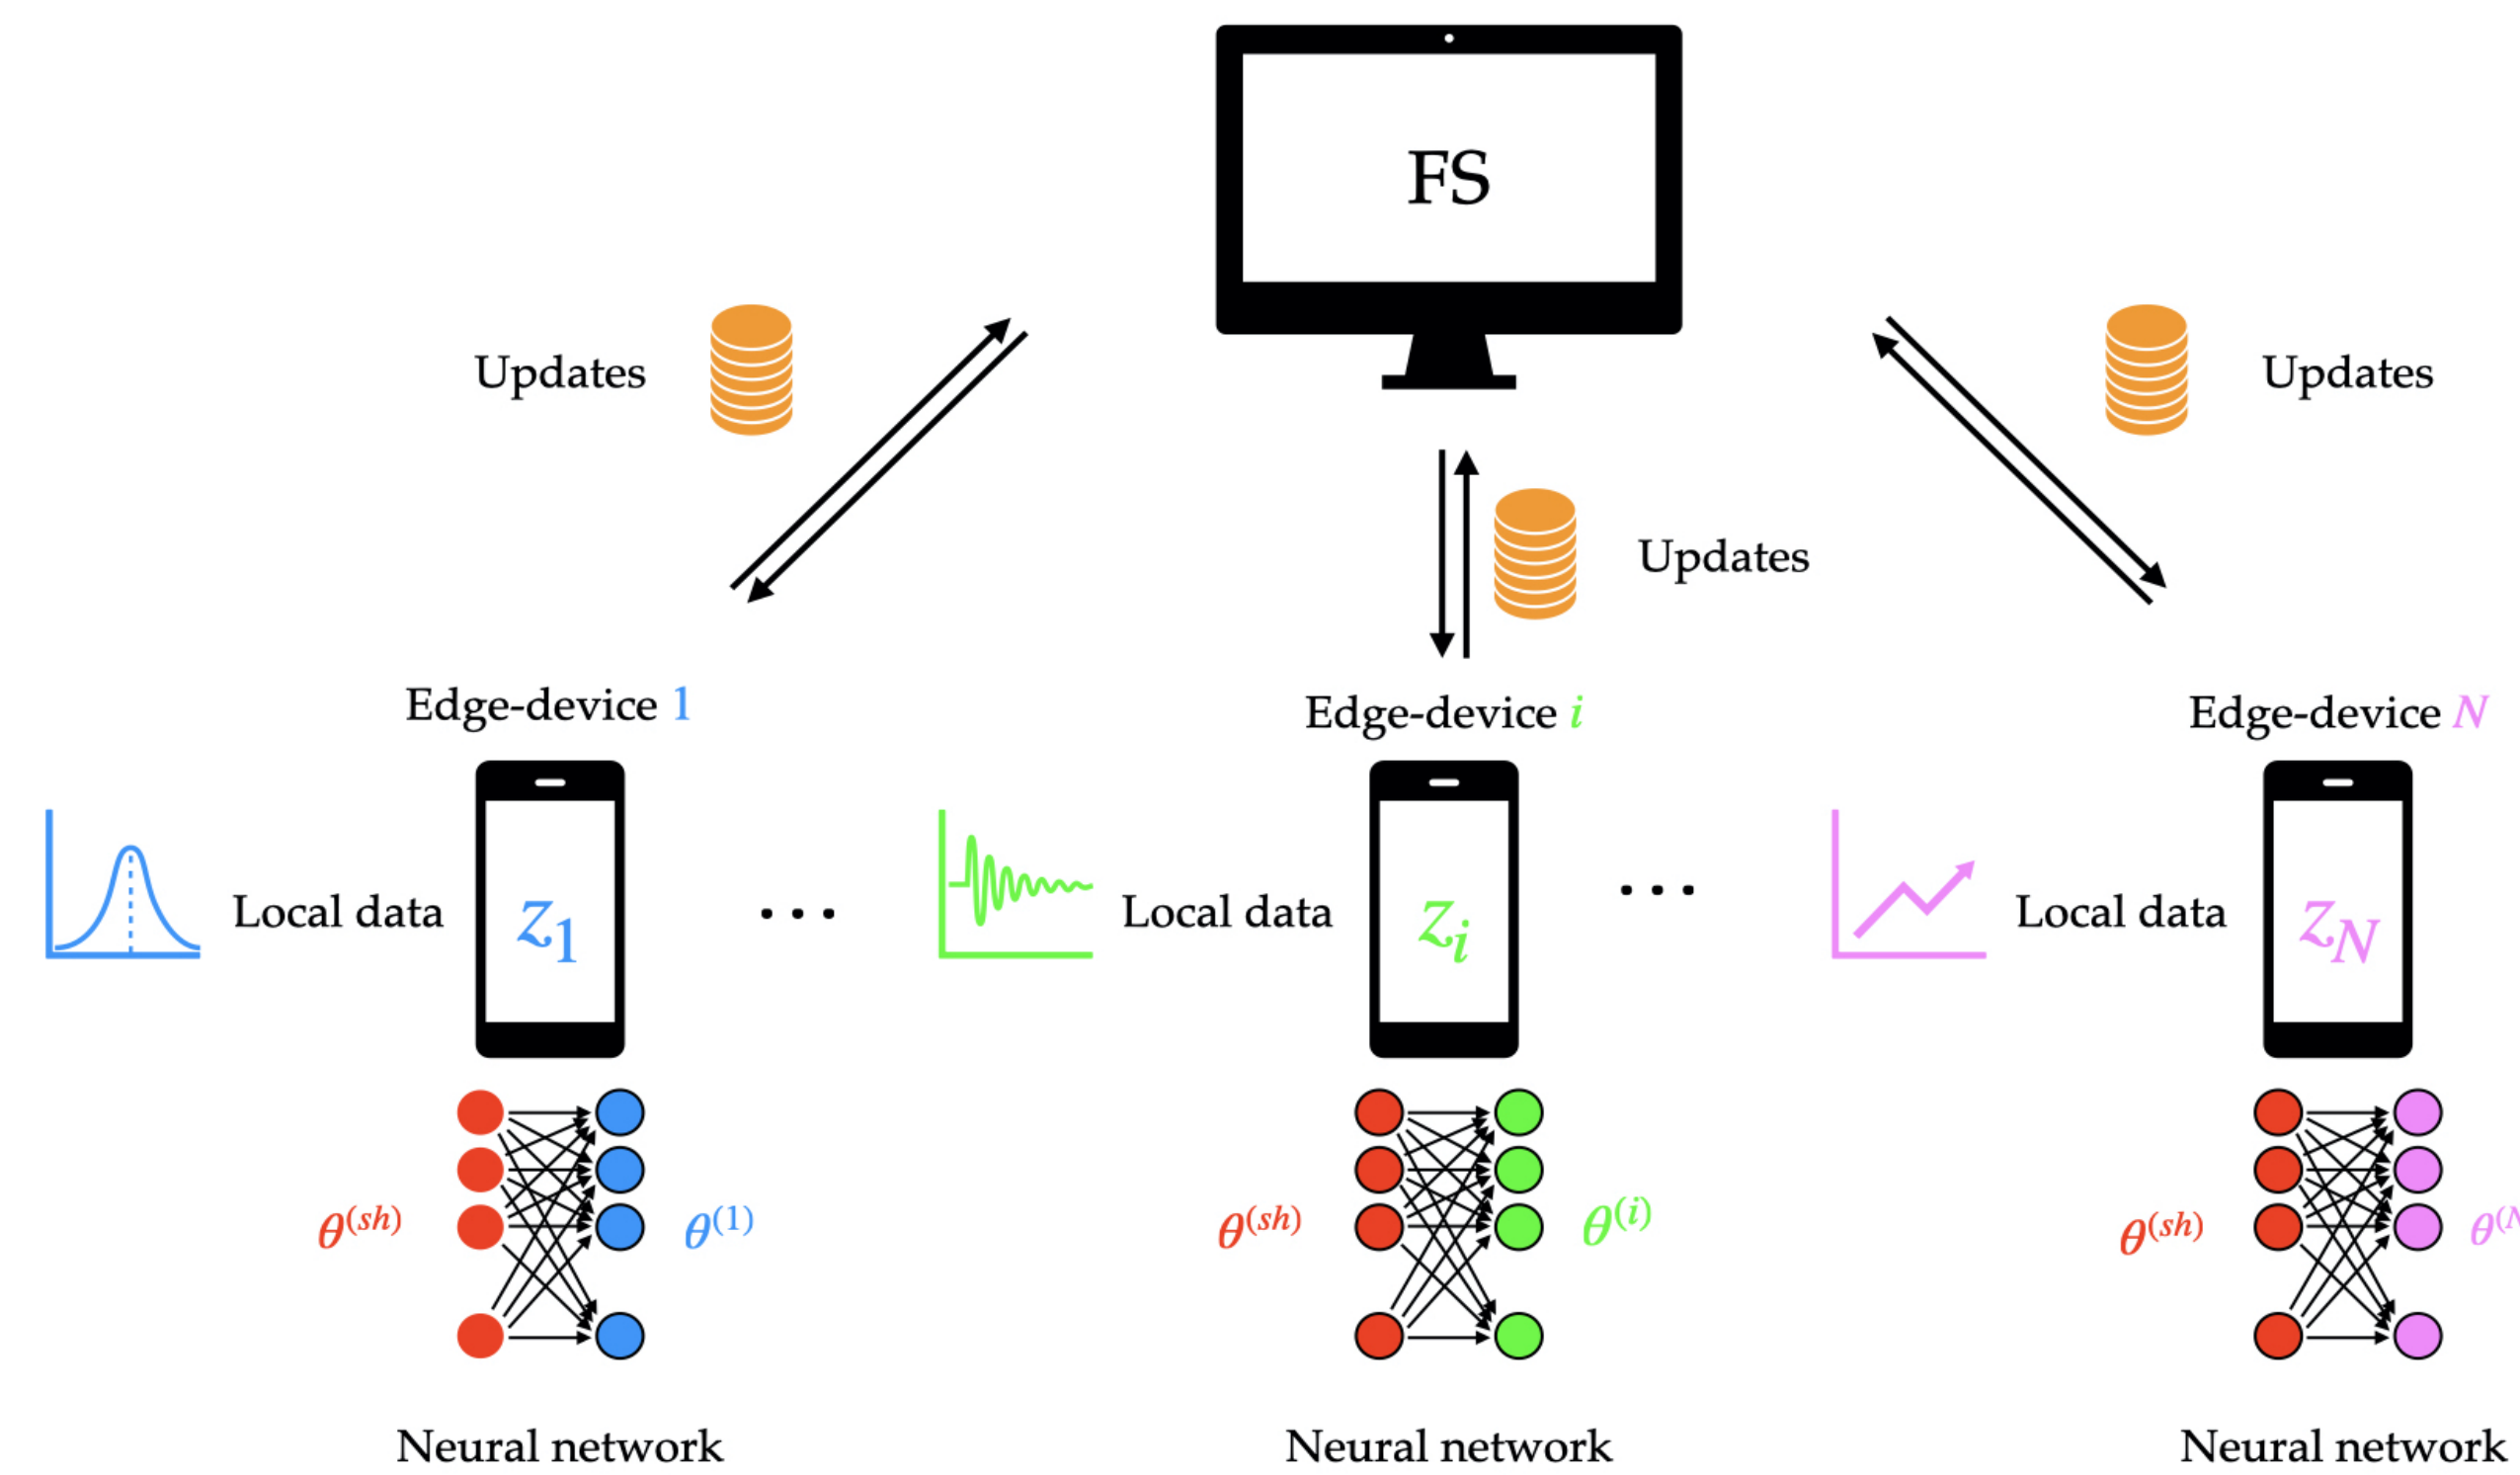 FS
Updates
Updates
Updates
Edge-device 1
Edge-device i
Edge-device N
Local data
z₁
...
Local data
zᵢ
...
Local data
z_N
θ^(sh)
θ^(1)
θ^(sh)
θ^(i)
θ^(sh)
θ^(N
Neural network
Neural network
Neural network